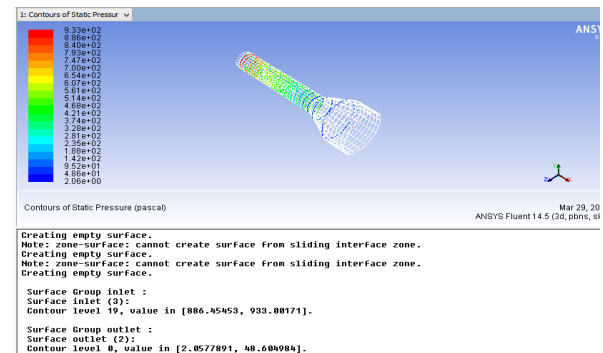 1: Contours of Static Pressur
ANSY
9.33e+02
8.86e+02
8.40e+02
7.93e+02
7.47e+02
7.00e+02
6.54e+02
6.07e+02
5.61e+02
5.14e+02
4.68e+02
4.21e+02
3.74e+02
3.28e+02
2.81e+02
2.35e+02
1.88e+02
1.42e+02
9.52e+01
4.86e+01
2.06e+00
Y
Z
X
Contours of Static Pressure (pascal)
Mar 29, 20
ANSYS Fluent 14.5 (3d, pbns, sk
Creating empty surface.
Note: zone-surface: cannot create surface from sliding interface zone.
Creating empty surface.
Note: zone-surface: cannot create surface from sliding interface zone.
Creating empty surface.
Surface Group inlet :
Surface inlet (3):
Contour level 19, value in [886.45453, 933.00171].
Surface Group outlet :
Surface outlet (2):
Contour level 0, value in [2.0577891, 48.604984].